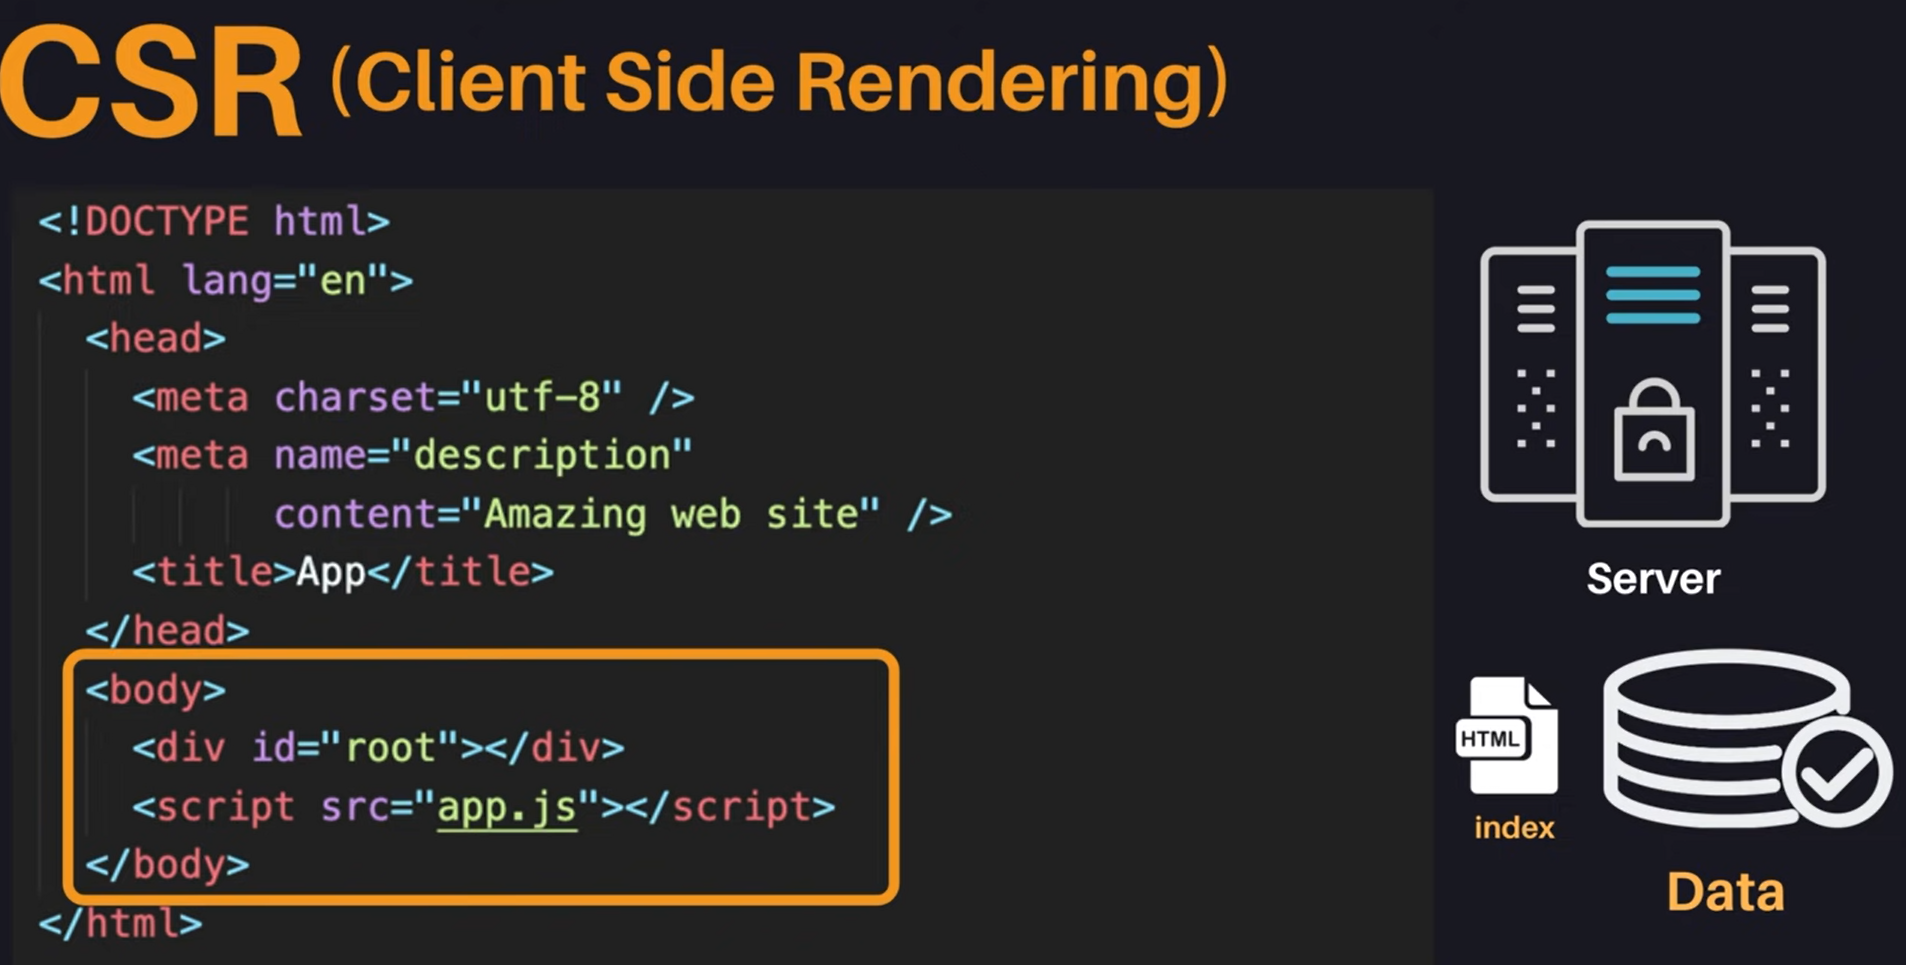 CSR (Client Side Rendering)
<!DOCTYPE html>
<html lang="en">
<head>
<meta charset="utf-8" />
<meta name="description"
content="Amazing web site" />
<title>App</title>
</head>
<body>
<div id="root"></div>
<script src="app.js"></script>
</body>
</html>
Server
HTML
index
Data